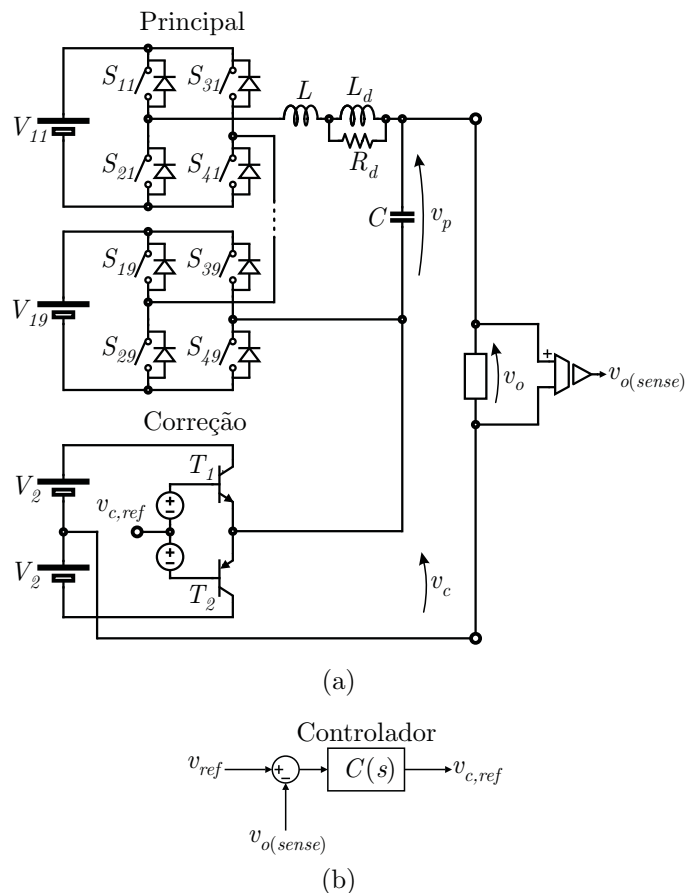 Principal
S11
S31
L
Ld
V11
Rd
S21
S41
C
vp
S19
S39
V19
S29
S49
+
vo
vo(sense)
Correção
V2
T1
vc,ref
+
−
+
−
V2
T2
vc
(a)
Controlador
vref
+
−
C(s)
vc,ref
vo(sense)
(b)